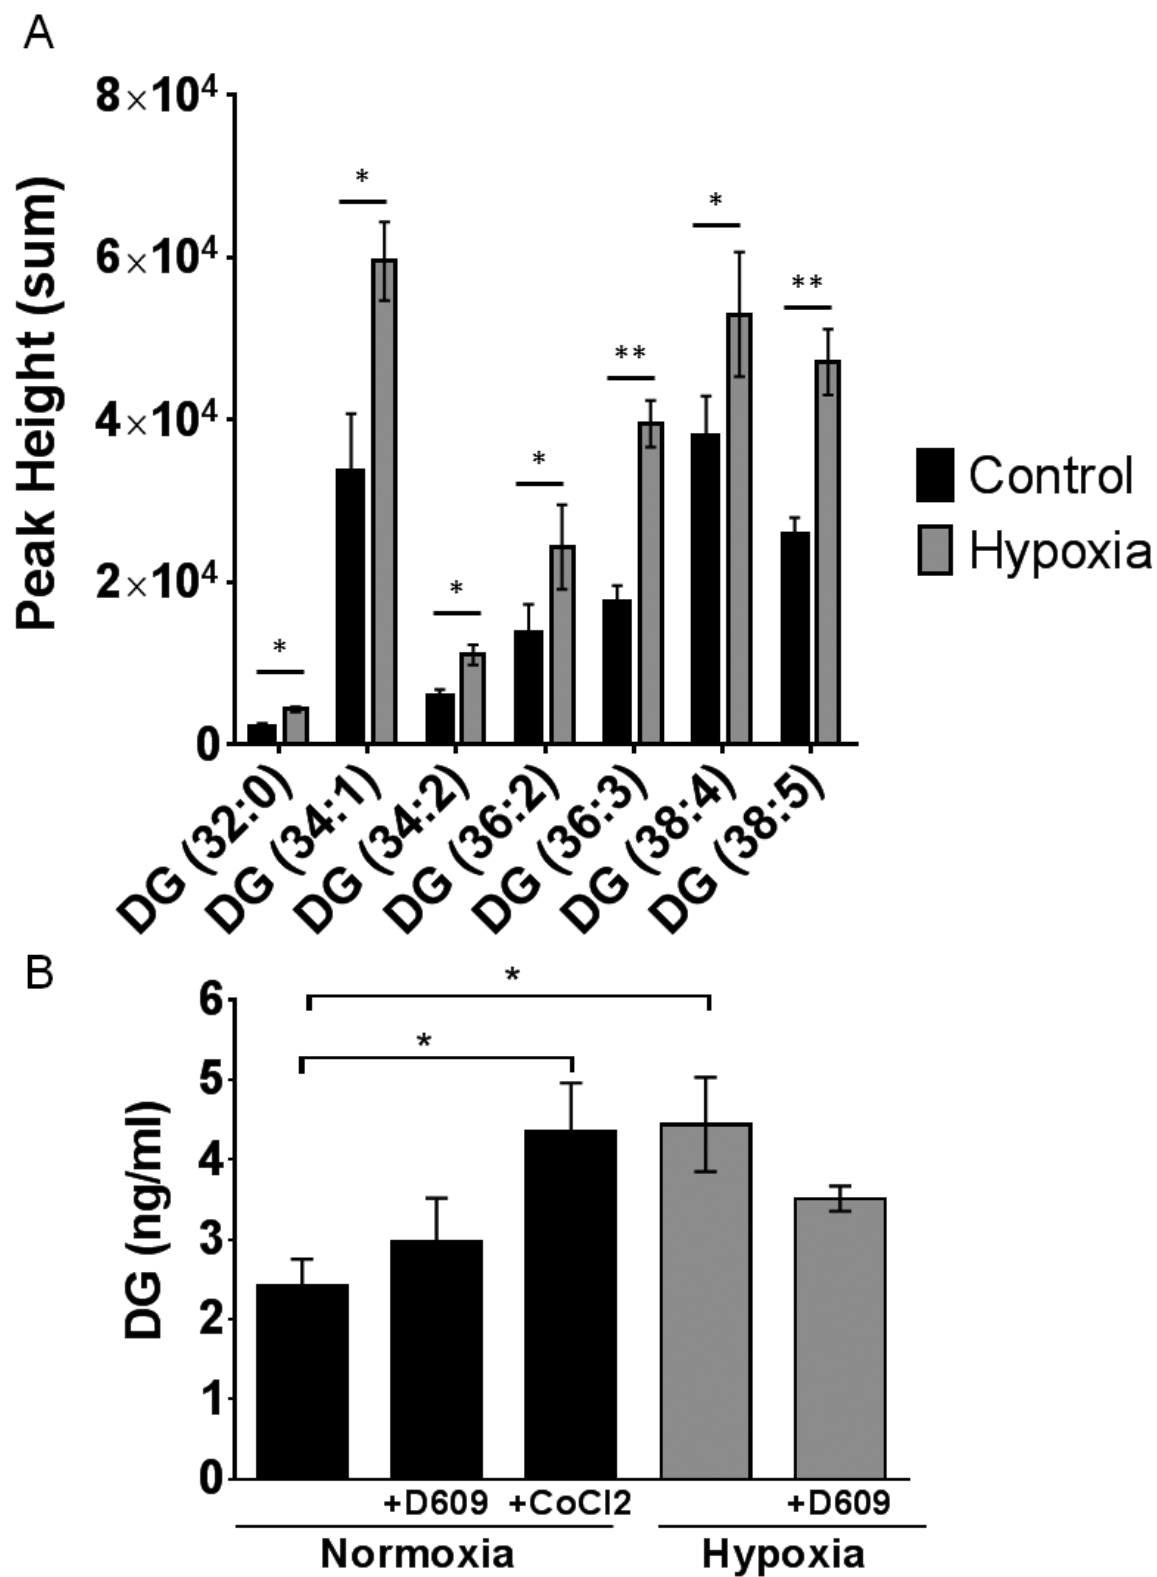 A
8×10⁴
6×10⁴
4×10⁴
2×10⁴
0
Peak Height (sum)
*
*
*
*
**
*
**
Control
Hypoxia
DG (32:0)
DG (34:1)
DG (34:2)
DG (36:2)
DG (36:3)
DG (38:4)
DG (38:5)
B
6
5
4
3
2
1
0
DG (ng/ml)
*
*
+D609 +CoCl2 +D609
Normoxia Hypoxia